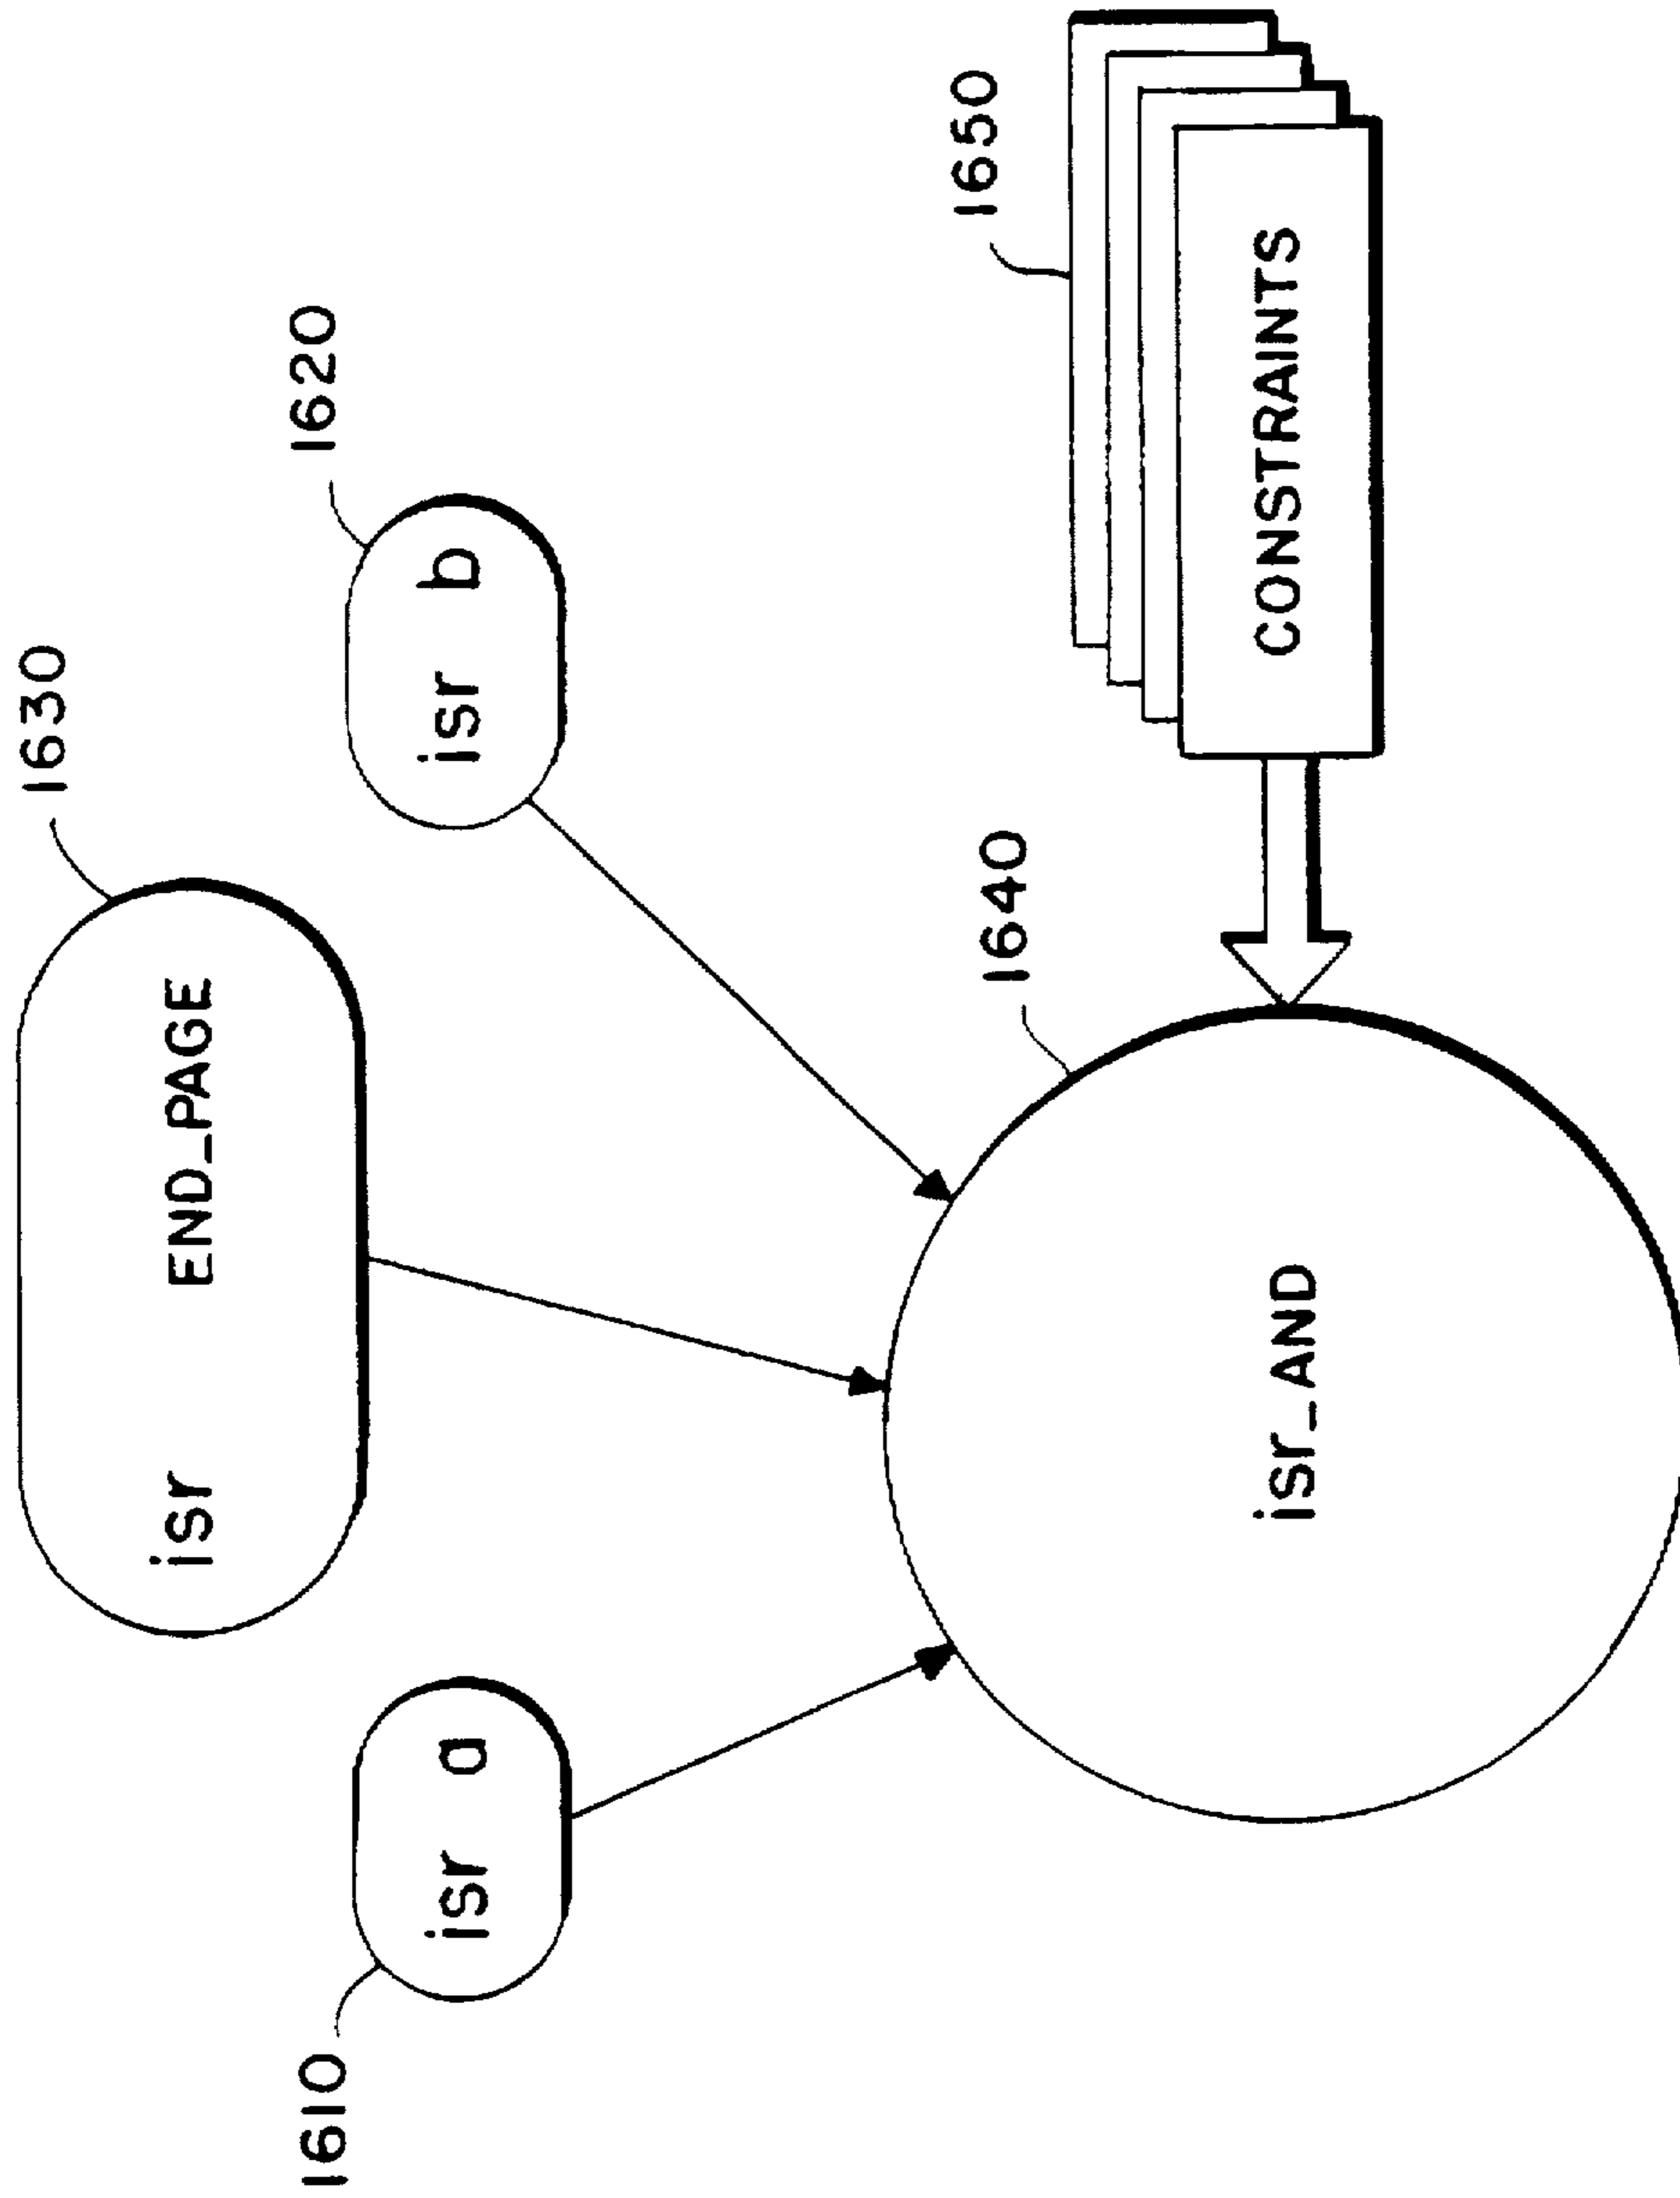 1630
isr END_PAGE
1610
1620
isr a
isr b
1640
1650
isr_AND
CONSTRAINTS